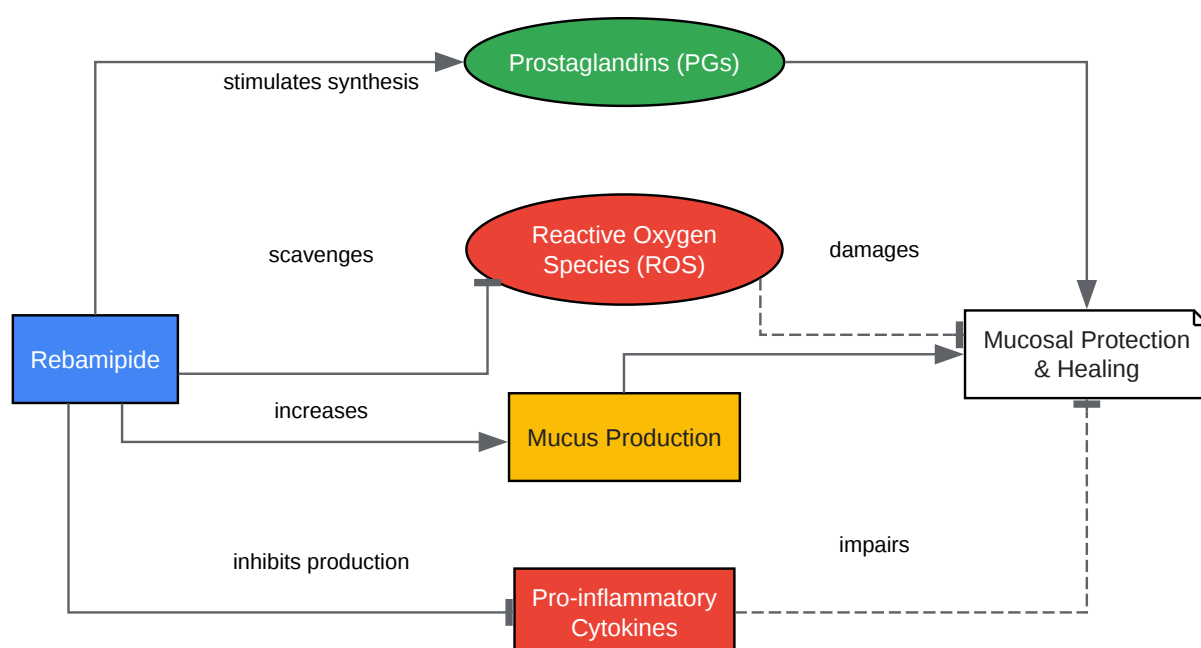 Prostaglandins (PGs)
stimulates synthesis
Reactive Oxygen
Species (ROS)
scavenges
damages
Rebamipide
Mucosal Protection
& Healing
increases
Mucus Production
inhibits production
impairs
Pro-inflammatory
Cytokines